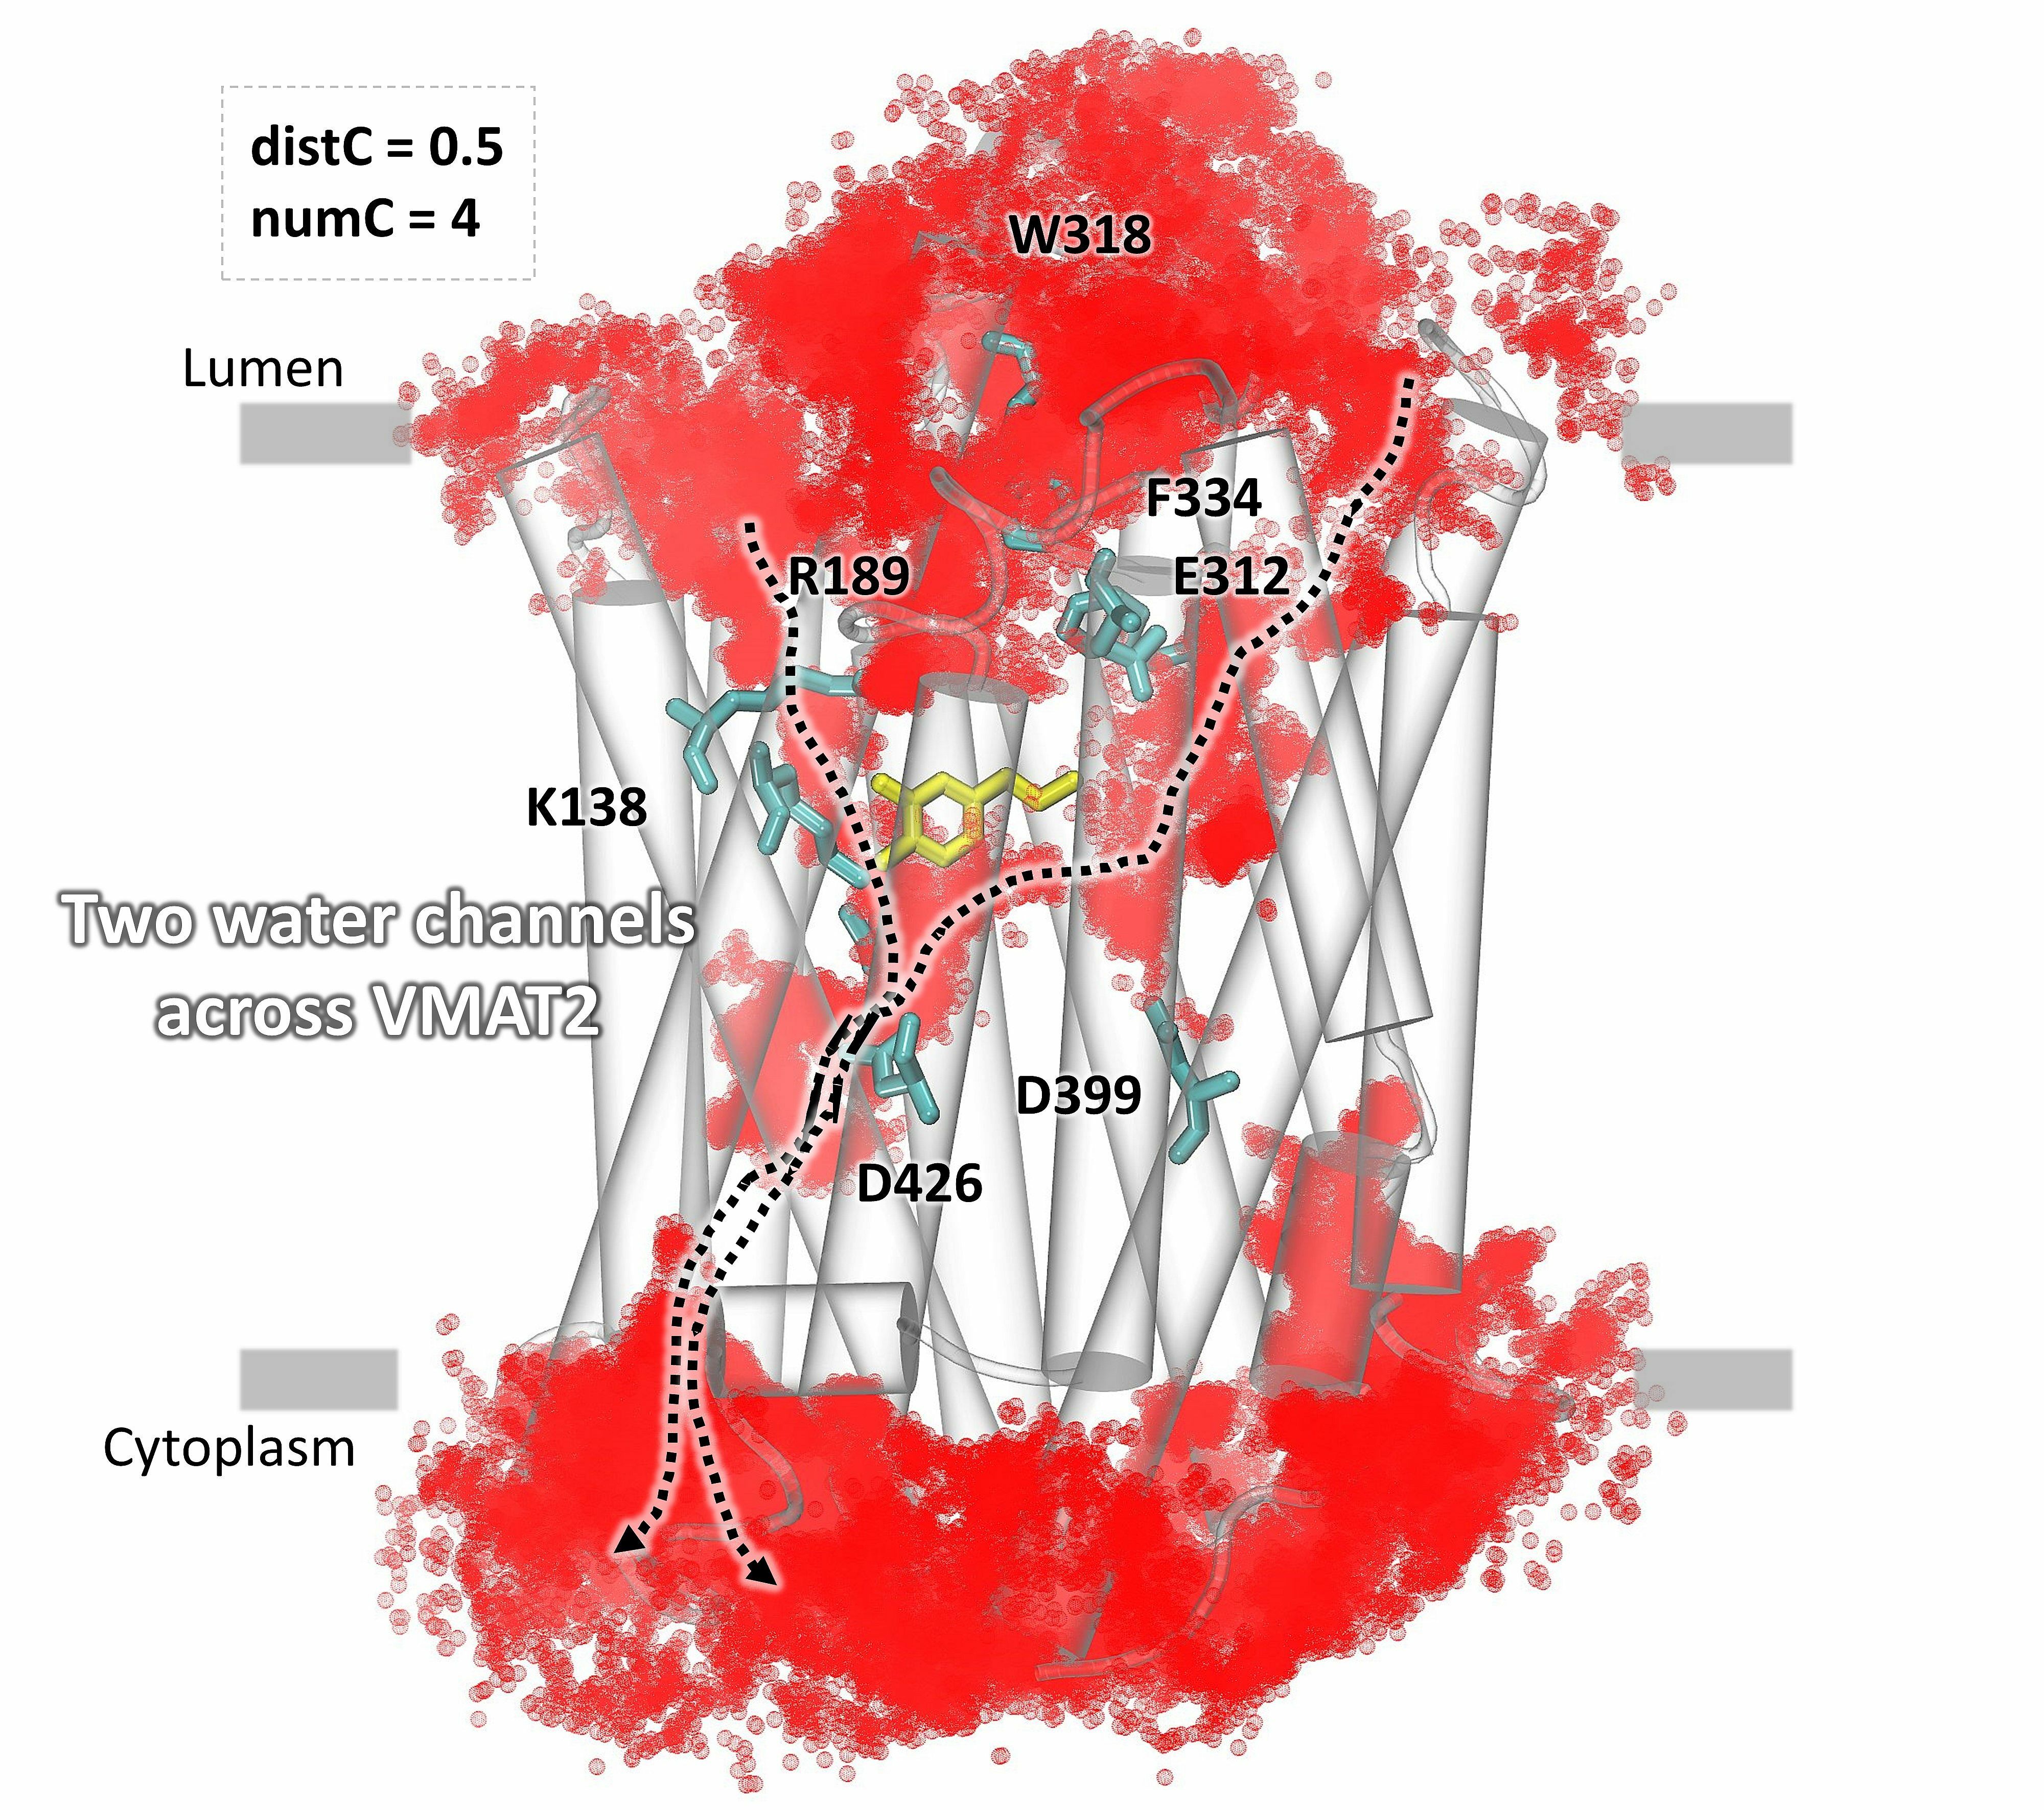 distC = 0.5
numC = 4
W318
Lumen
F334
R189
E312
K138
Two water channels
across VMAT2
D399
D426
Cytoplasm